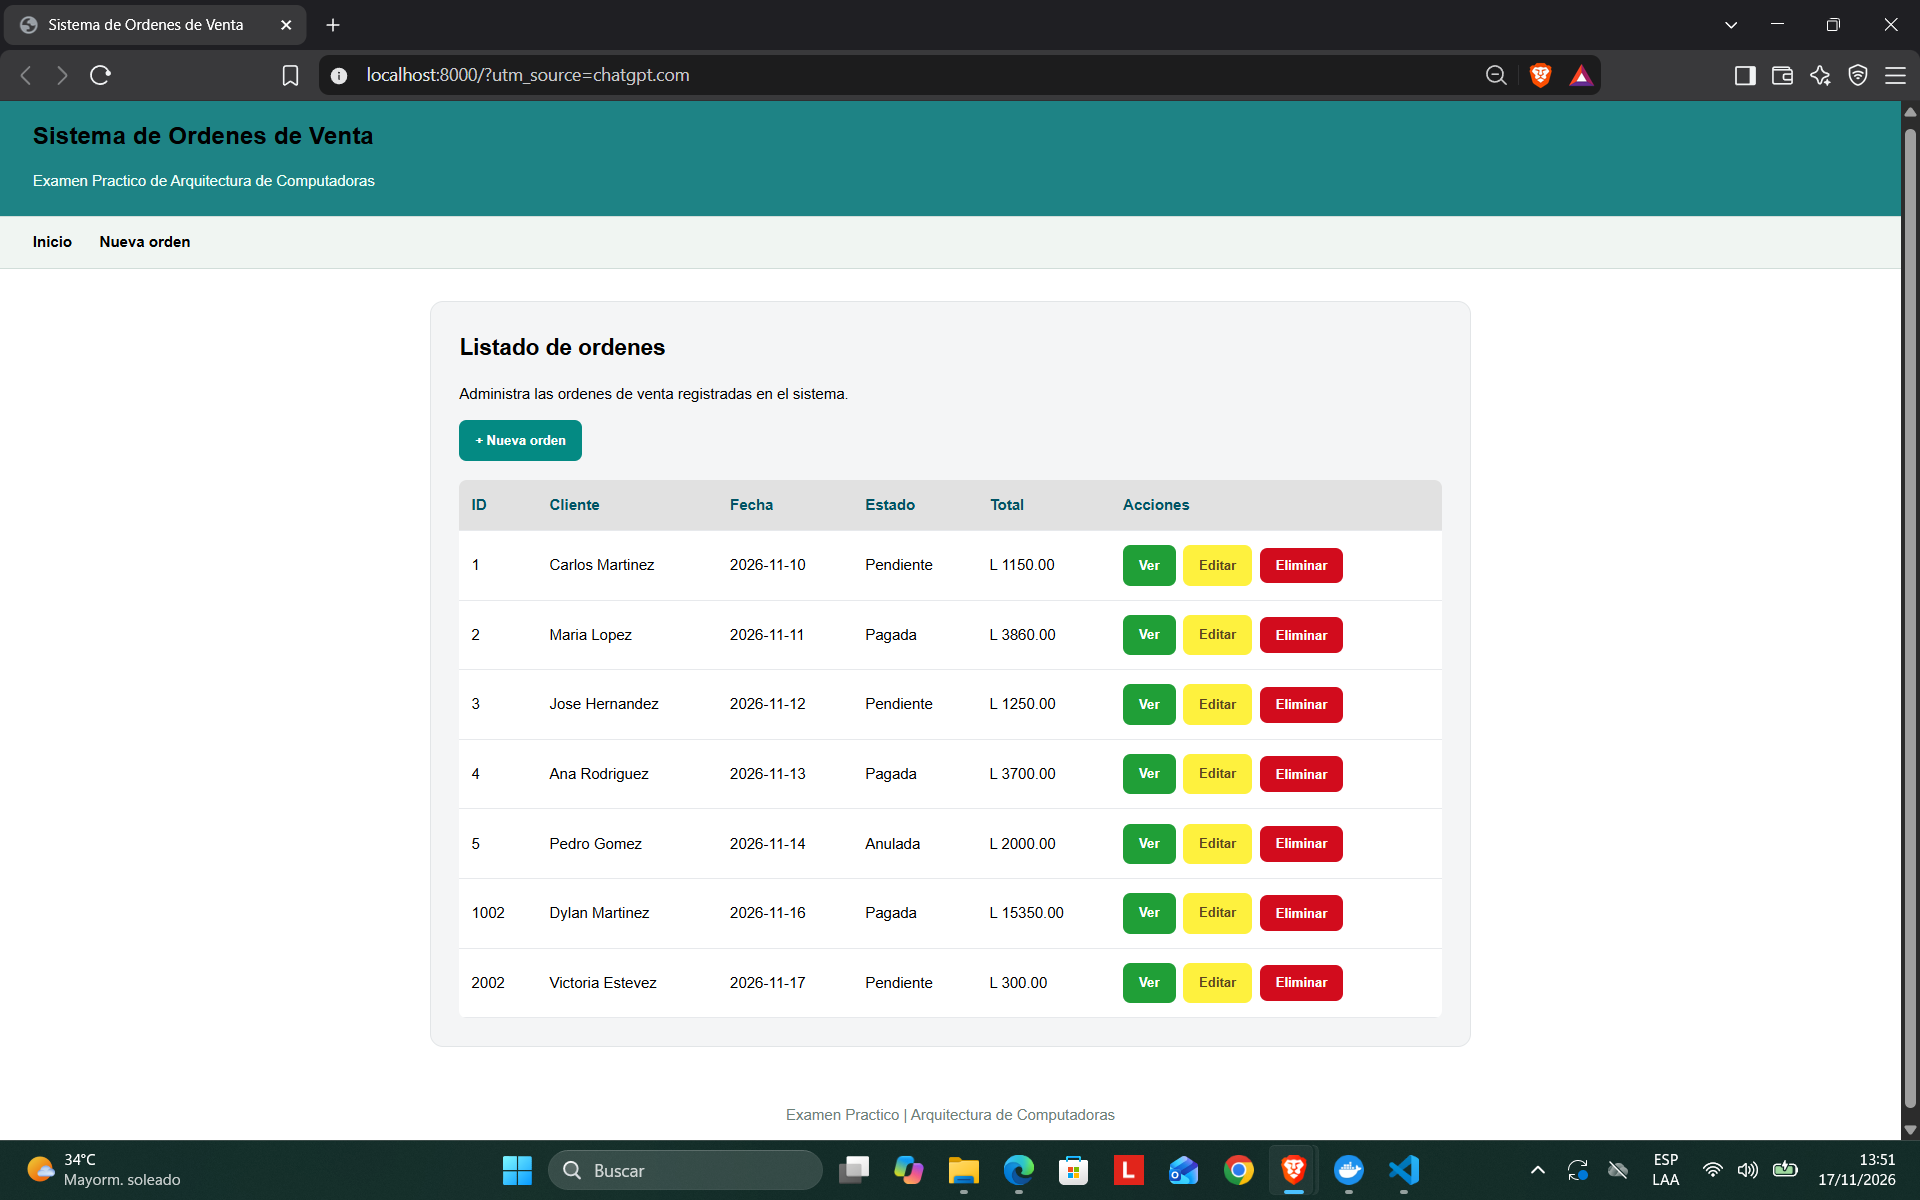 Sistema de Ordenes de Venta
localhost:8000/?utm_source=chatgpt.com
Sistema de Ordenes de Venta
Examen Practico de Arquitectura de Computadoras
Inicio Nueva orden
Listado de ordenes
Administra las ordenes de venta registradas en el sistema.
+ Nueva orden
ID Cliente Fecha Estado Total Acciones
1 Carlos Martinez 2026-11-10 Pendiente L 1150.00 Ver Editar Eliminar
2 Maria Lopez 2026-11-11 Pagada L 3860.00 Ver Editar Eliminar
3 Jose Hernandez 2026-11-12 Pendiente L 1250.00 Ver Editar Eliminar
4 Ana Rodriguez 2026-11-13 Pagada L 3700.00 Ver Editar Eliminar
5 Pedro Gomez 2026-11-14 Anulada L 2000.00 Ver Editar Eliminar
1002 Dylan Martinez 2026-11-16 Pagada L 15350.00 Ver Editar Eliminar
2002 Victoria Estevez 2026-11-17 Pendiente L 300.00 Ver Editar Eliminar
Examen Practico | Arquitectura de Computadoras
34°C
Mayorm. soleado
Buscar
L
ESP
LAA
13:51
17/11/2026